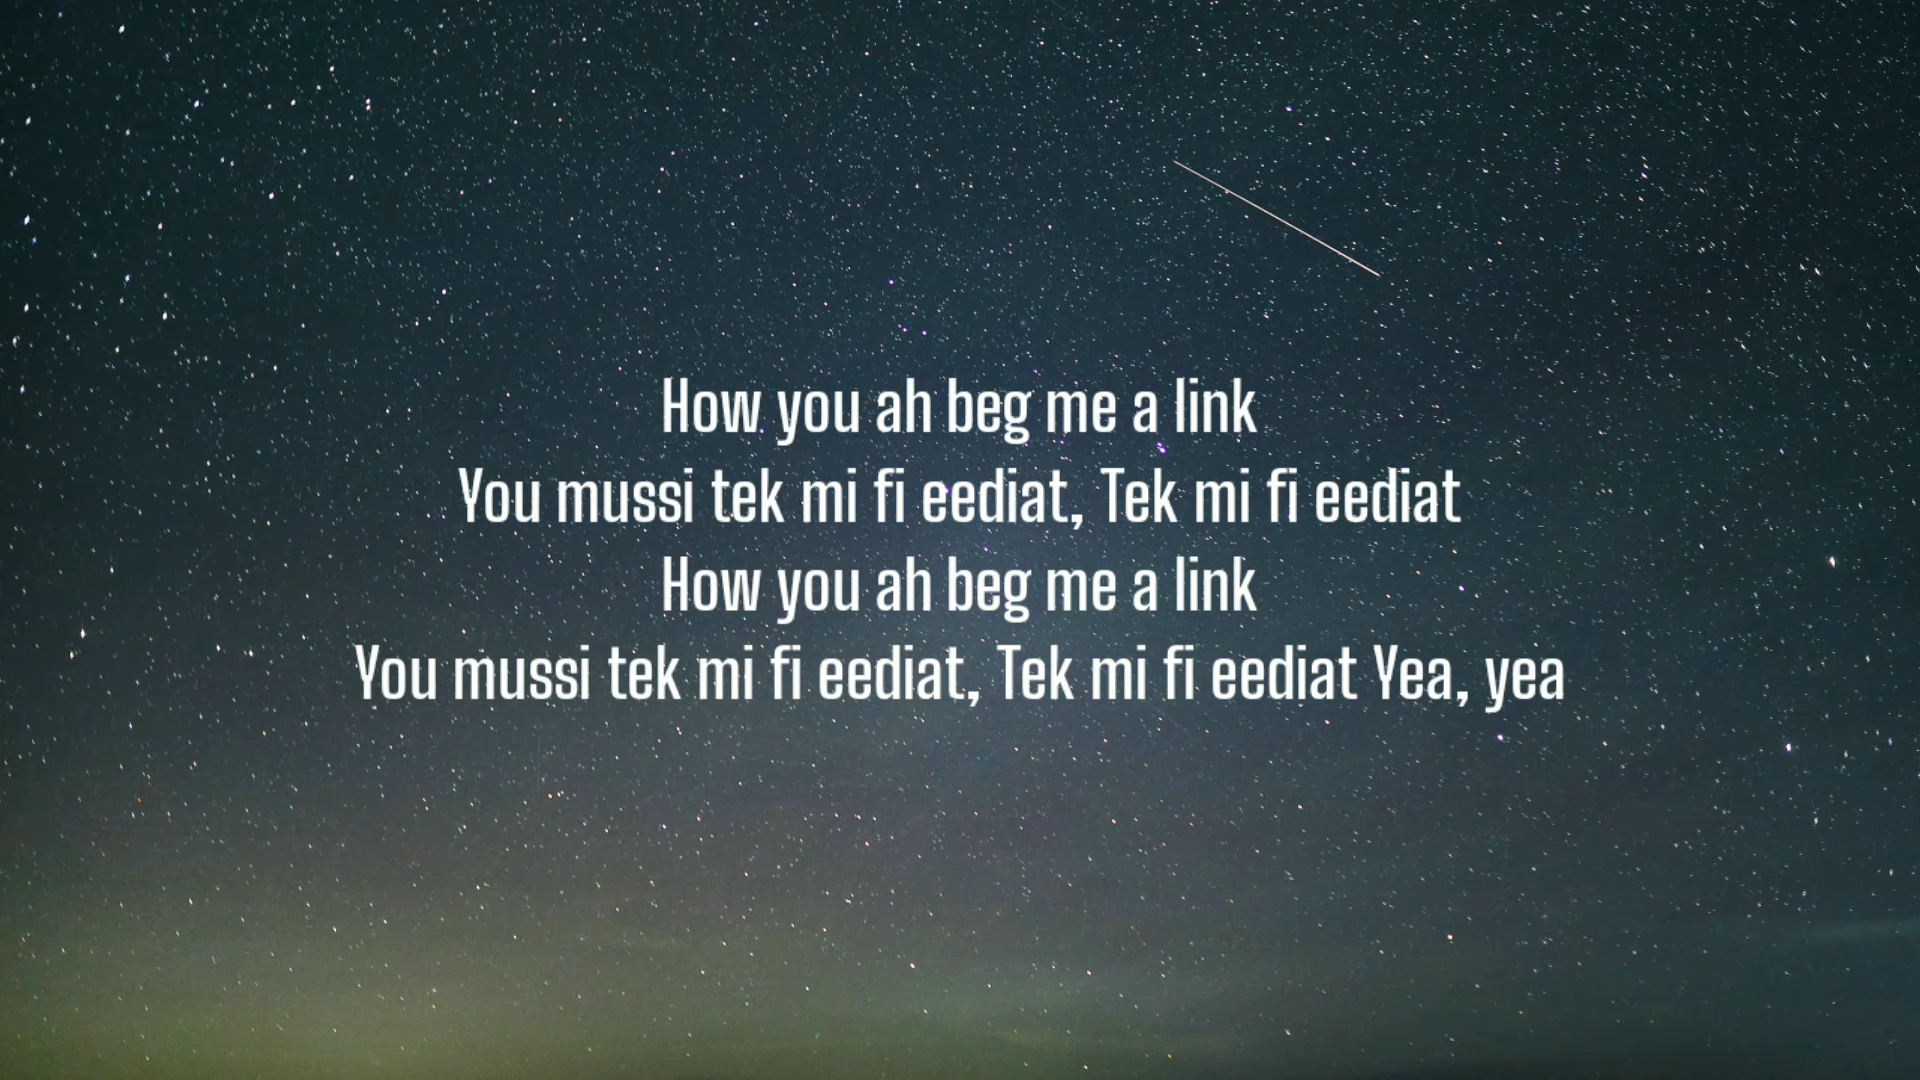 How you ah beg me a link
You mussi tek mi fi eediat, Tek mi fi eediat
How you ah beg me a link
You mussi tek mi fi eediat, Tek mi fi eediat Yea, yea